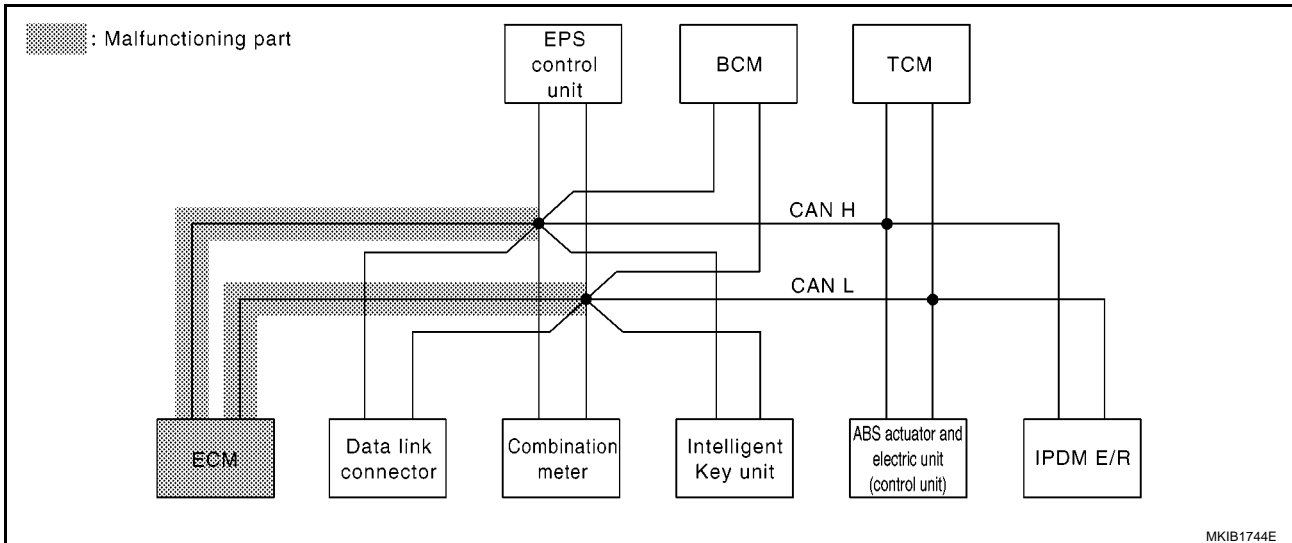 : Malfunctioning part
EPS
control
unit
BCM
TCM
CAN H
CAN L
ECM
Data link
connector
Combination
meter
Intelligent
Key unit
ABS actuator and
electric unit
(control unit)
IPDM E/R
MKIB1744E